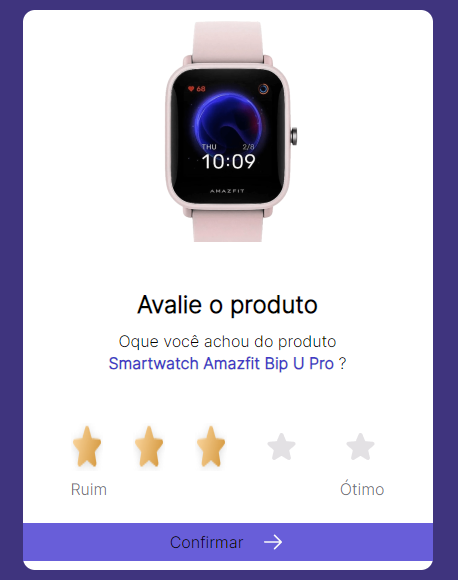 68
THU 2/8
10:09
AMAZFIT
Avalie o produto
Oque você achou do produto
Smartwatch Amazfit Bip U Pro ?
Ruim Ótimo
Confirmar